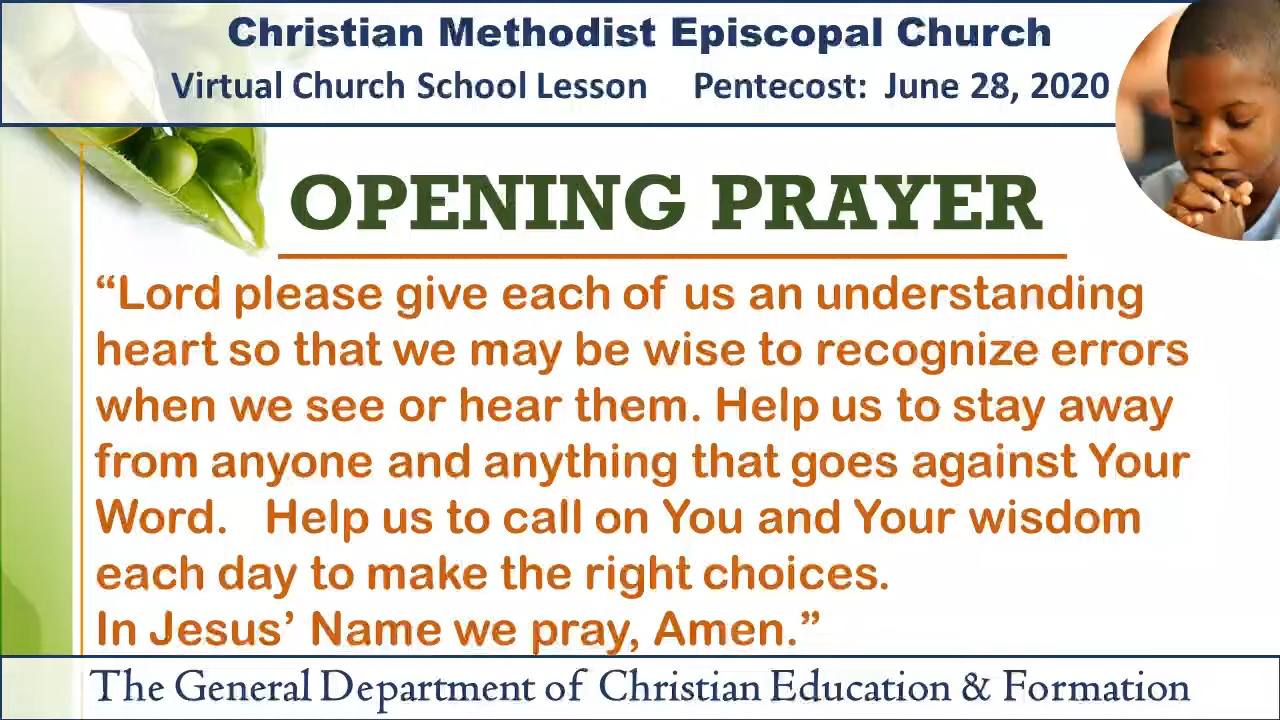 Christian Methodist Episcopal Church
Virtual Church School Lesson Pentecost: June 28, 2020
OPENING PRAYER
“Lord please give each of us an understanding
heart so that we may be wise to recognize errors
when we see or hear them. Help us to stay away
from anyone and anything that goes against Your
Word. Help us to call on You and Your wisdom
each day to make the right choices.
In Jesus’ Name we pray, Amen.”
The General Department of Christian Education & Formation